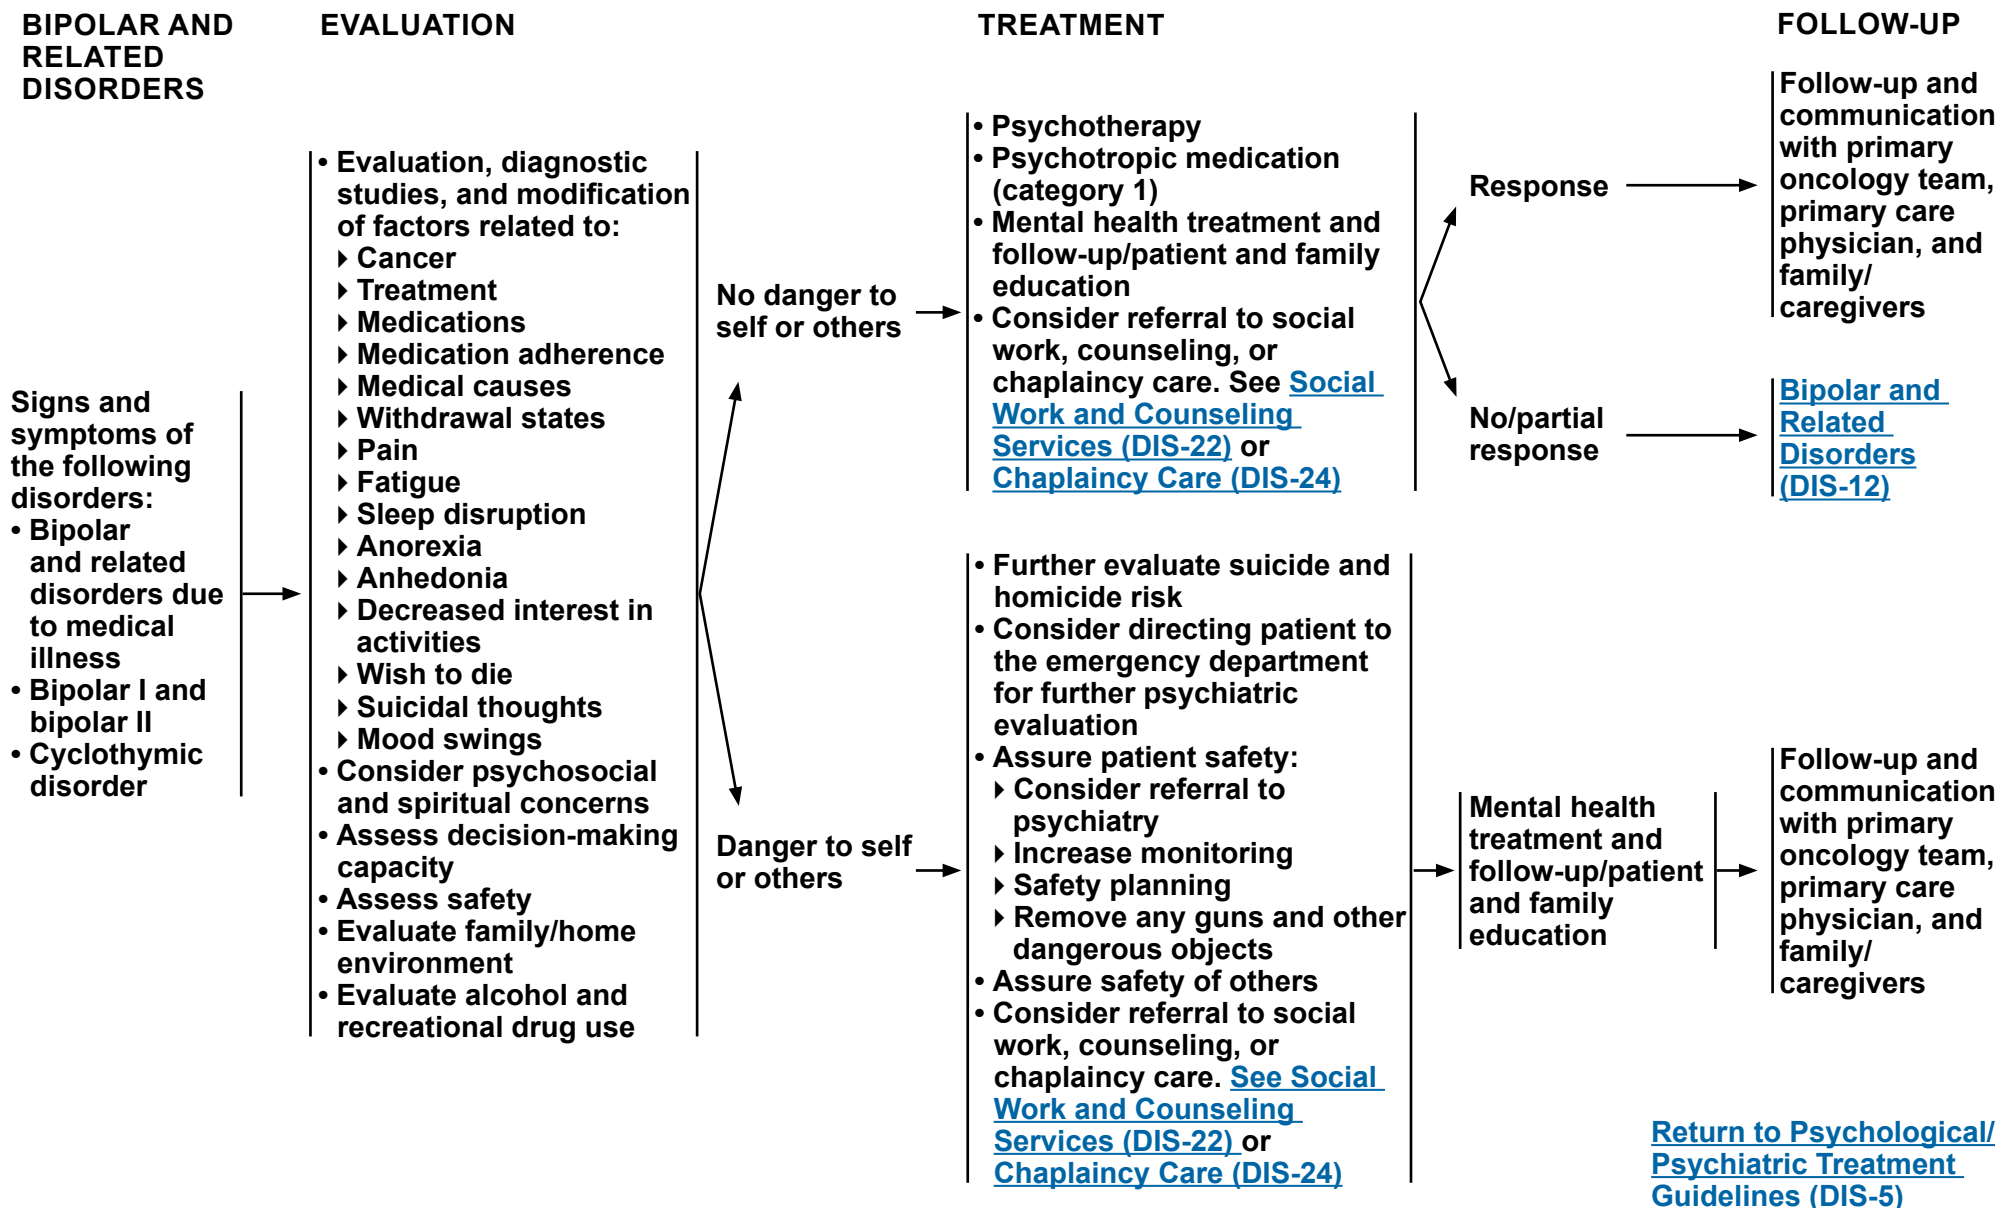 BIPOLAR AND
RELATED
DISORDERS
EVALUATION
TREATMENT
FOLLOW-UP
Signs and
symptoms of
the following
disorders:
• Bipolar
and related
disorders due
to medical
illness
• Bipolar I and
bipolar II
• Cyclothymic
disorder
• Evaluation, diagnostic
studies, and modification
of factors related to:
‣ Cancer
‣ Treatment
‣ Medications
‣ Medication adherence
‣ Medical causes
‣ Withdrawal states
‣ Pain
‣ Fatigue
‣ Sleep disruption
‣ Anorexia
‣ Anhedonia
‣ Decreased interest in
activities
‣ Wish to die
‣ Suicidal thoughts
‣ Mood swings
• Consider psychosocial
and spiritual concerns
• Assess decision-making
capacity
• Assess safety
• Evaluate family/home
environment
• Evaluate alcohol and
recreational drug use
No danger to
self or others
• Psychotherapy
• Psychotropic medication
(category 1)
• Mental health treatment and
follow-up/patient and family
education
• Consider referral to social
work, counseling, or
chaplaincy care. See Social
Work and Counseling
Services (DIS-22) or
Chaplaincy Care (DIS-24)
Response
Follow-up and
communication
with primary
oncology team,
primary care
physician, and
family/
caregivers
No/partial
response
Bipolar and
Related
Disorders
(DIS-12)
Danger to self
or others
• Further evaluate suicide and
homicide risk
• Consider directing patient to
the emergency department
for further psychiatric
evaluation
• Assure patient safety:
‣ Consider referral to
psychiatry
‣ Increase monitoring
‣ Safety planning
‣ Remove any guns and other
dangerous objects
• Assure safety of others
• Consider referral to social
work, counseling, or
chaplaincy care. See Social
Work and Counseling
Services (DIS-22) or
Chaplaincy Care (DIS-24)
Mental health
treatment and
follow-up/patient
and family
education
Follow-up and
communication
with primary
oncology team,
primary care
physician, and
family/
caregivers
Return to Psychological/
Psychiatric Treatment
Guidelines (DIS-5)